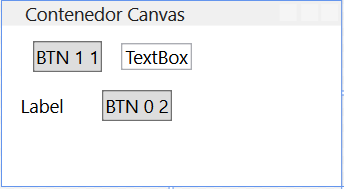 Contenedor Canvas
BTN 1 1 TextBox
Label BTN 0 2